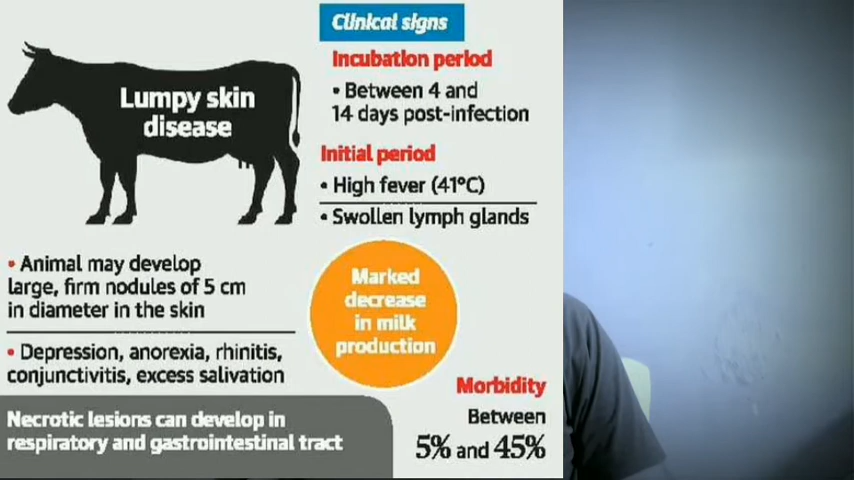 Clinical signs
Incubation period
• Between 4 and
14 days post-infection
Initial period
• High fever (41°C)
• Swollen lymph glands
Lumpy skin
disease
• Animal may develop
large, firm nodules of 5 cm
in diameter in the skin
• Depression, anorexia, rhinitis,
conjunctivitis, excess salivation
Marked
decrease
in milk
production
Necrotic lesions can develop in
respiratory and gastrointestinal tract
Morbidity
Between
5% and 45%